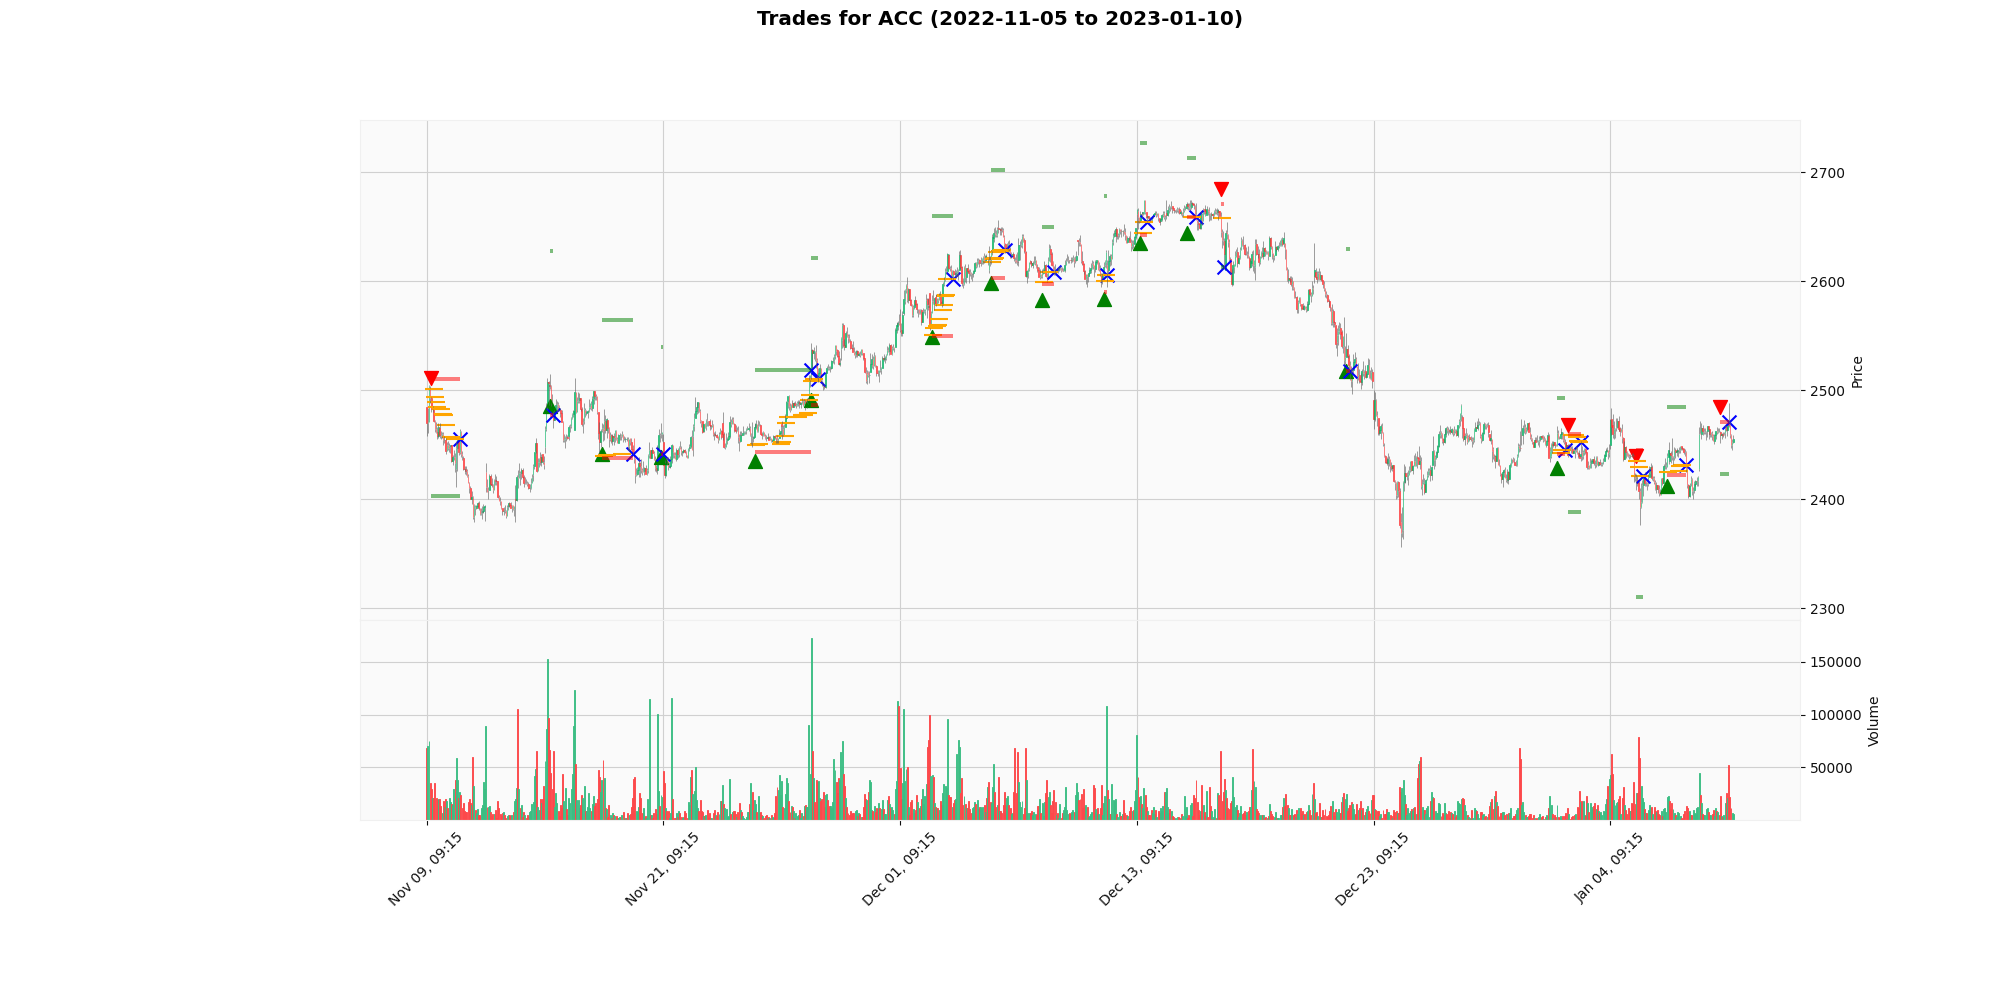 Trades for ACC (2022-11-05 to 2023-01-10)
2700
2600
2500
2400
2300
Price
150000
100000
50000
Volume
Nov 09, 09:15
Nov 21, 09:15
Dec 01, 09:15
Dec 13, 09:15
Dec 23, 09:15
Jan 04, 09:15